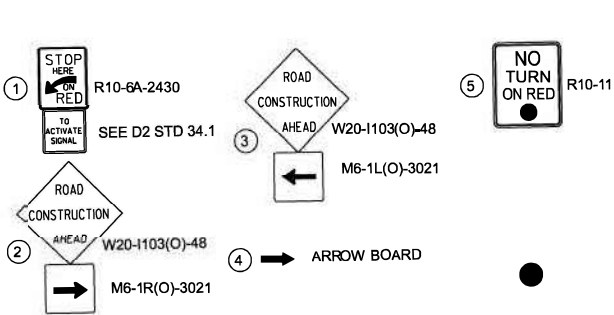 1
STOP
HERE
ON
RED
R10-6A-2430
TO
ACTIVATE
SIGNAL
SEE D2 STD 34.1
2
ROAD
CONSTRUCTION
AHEAD
W20-I103(O)-48
M6-1R(O)-3021
3
ROAD
CONSTRUCTION
AHEAD
W20-I103(O)-48
M6-1L(O)-3021
4
ARROW BOARD
5
NO
TURN
ON RED
R10-11